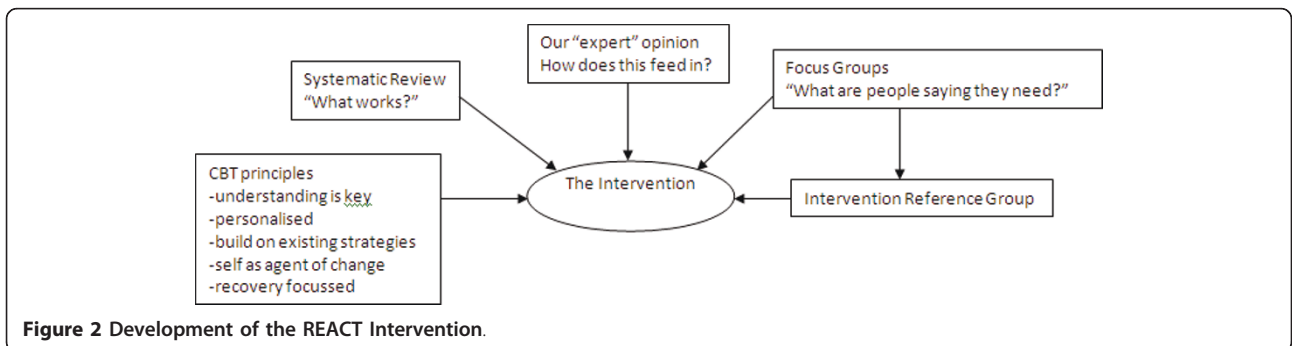 Our “expert” opinion
How does this feed in?
Systematic Review
“What works?”
Focus Groups
“What are people saying they need?”
CBT principles
-understanding is key
-personalised
-build on existing strategies
-self as agent of change
-recovery focussed
The Intervention
Intervention Reference Group
Figure 2 Development of the REACT Intervention.